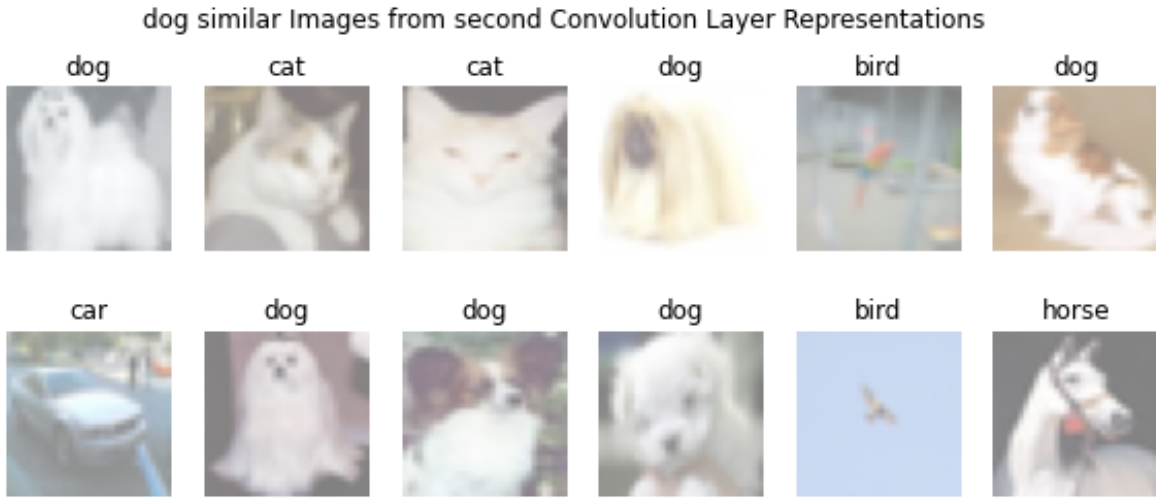 dog similar Images from second Convolution Layer Representations
dog cat cat dog bird dog
car dog dog dog bird horse